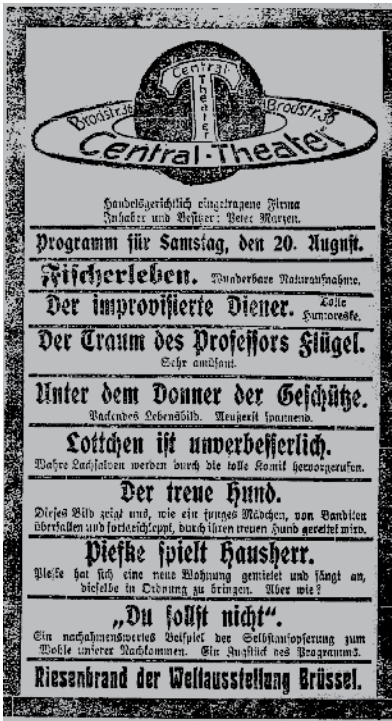 Central-
Theater
Brodstr. 36
Brodstr. 36
Central-Theater
Handelsgerichtlich eingetragene Firma
Inhaber und Besitzer: Peter Marzen.
Programm für Samstag, den 20. August.
Fischerleben. Wunderbare Naturaufnahme.
Der improvisierte Diener. Tolle
Humoreske.
Der Traum des Professors Flügel.
Sehr amüsant.
Unter dem Donner der Geschütze.
Packendes Lebensbild. Aeußerst spannend.
Lottchen ist unverbesserlich.
Wahre Lachsalven werden durch die tolle Komik hervorgerufen.
Der treue Hund.
Dieses Bild zeigt uns, wie ein junges Mädchen, von Banditen
überfallen und fortgeschleppt, durch ihren treuen Hund gerettet wird.
Piefke spielt Hausherr.
Piefke hat sich eine neue Wohnung gemietet und fängt an,
dieselbe in Ordnung zu bringen. Aber wie?
„Du sollst nicht“.
Ein nachahmenswertes Beispiel der Selbstaufopferung zum
Wohle unserer Nachkommen. Ein Zugstück des Programms.
Riesenbrand der Weltausstellung Brüssel.